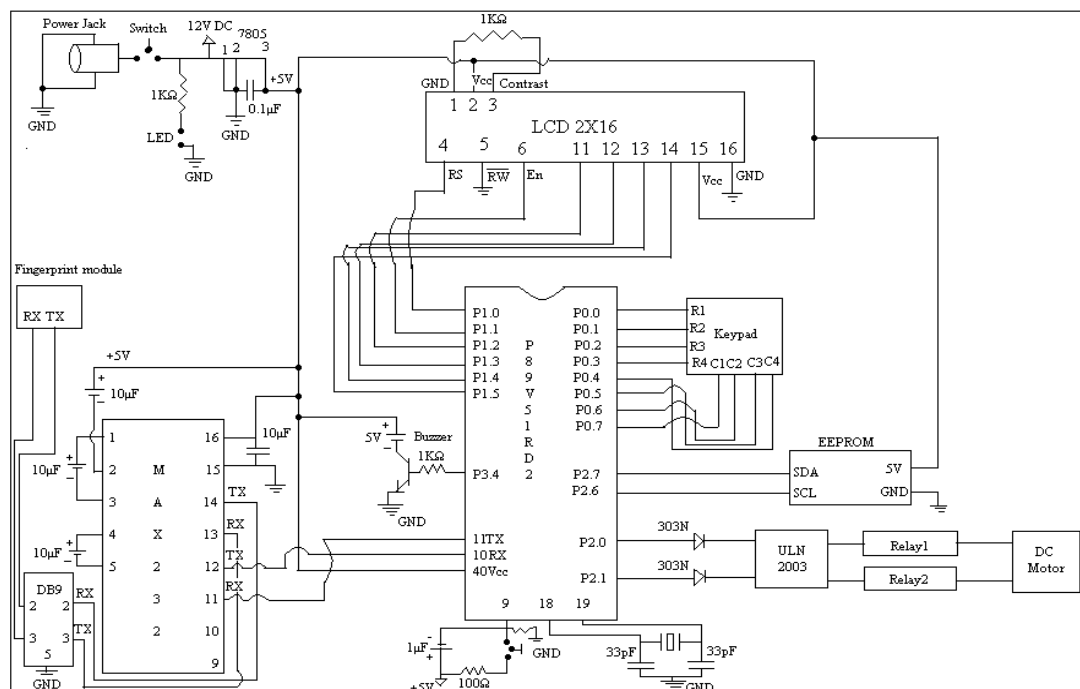 Power Jack
Switch
12V DC
7805
1 2 3
+5V
1KΩ
0.1µF
GND
GND
LED
GND
1KΩ
GND
Vcc
Contrast
1 2 3
LCD 2X16
4 5 6 11 12 13 14 15 16
RS
RW
En
Vcc
GND
Fingerprint module
RX TX
+5V
10µF
10µF
10µF
10µF
1
2
3
4
5
M
A
X
2
3
2
16
15
14
13
12
11
10
9
TX
RX
TX
RX
DB9
2 2
3 3
5
RX
TX
GND
5V
Buzzer
1KΩ
GND
P1.0
P1.1
P1.2
P1.3
P1.4
P1.5
P3.4
11TX
10RX
40Vcc
P
8
9
V
5
1
R
D
2
P0.0
P0.1
P0.2
P0.3
P0.4
P0.5
P0.6
P0.7
P2.7
P2.6
P2.0
P2.1
9 18 19
R1
R2
R3
R4 C1C2 C3C4
Keypad
EEPROM
SDA
SCL
5V
GND
303N
303N
ULN
2003
Relay1
Relay2
DC
Motor
1µF
+5V
100Ω
GND
33pF
33pF
GND